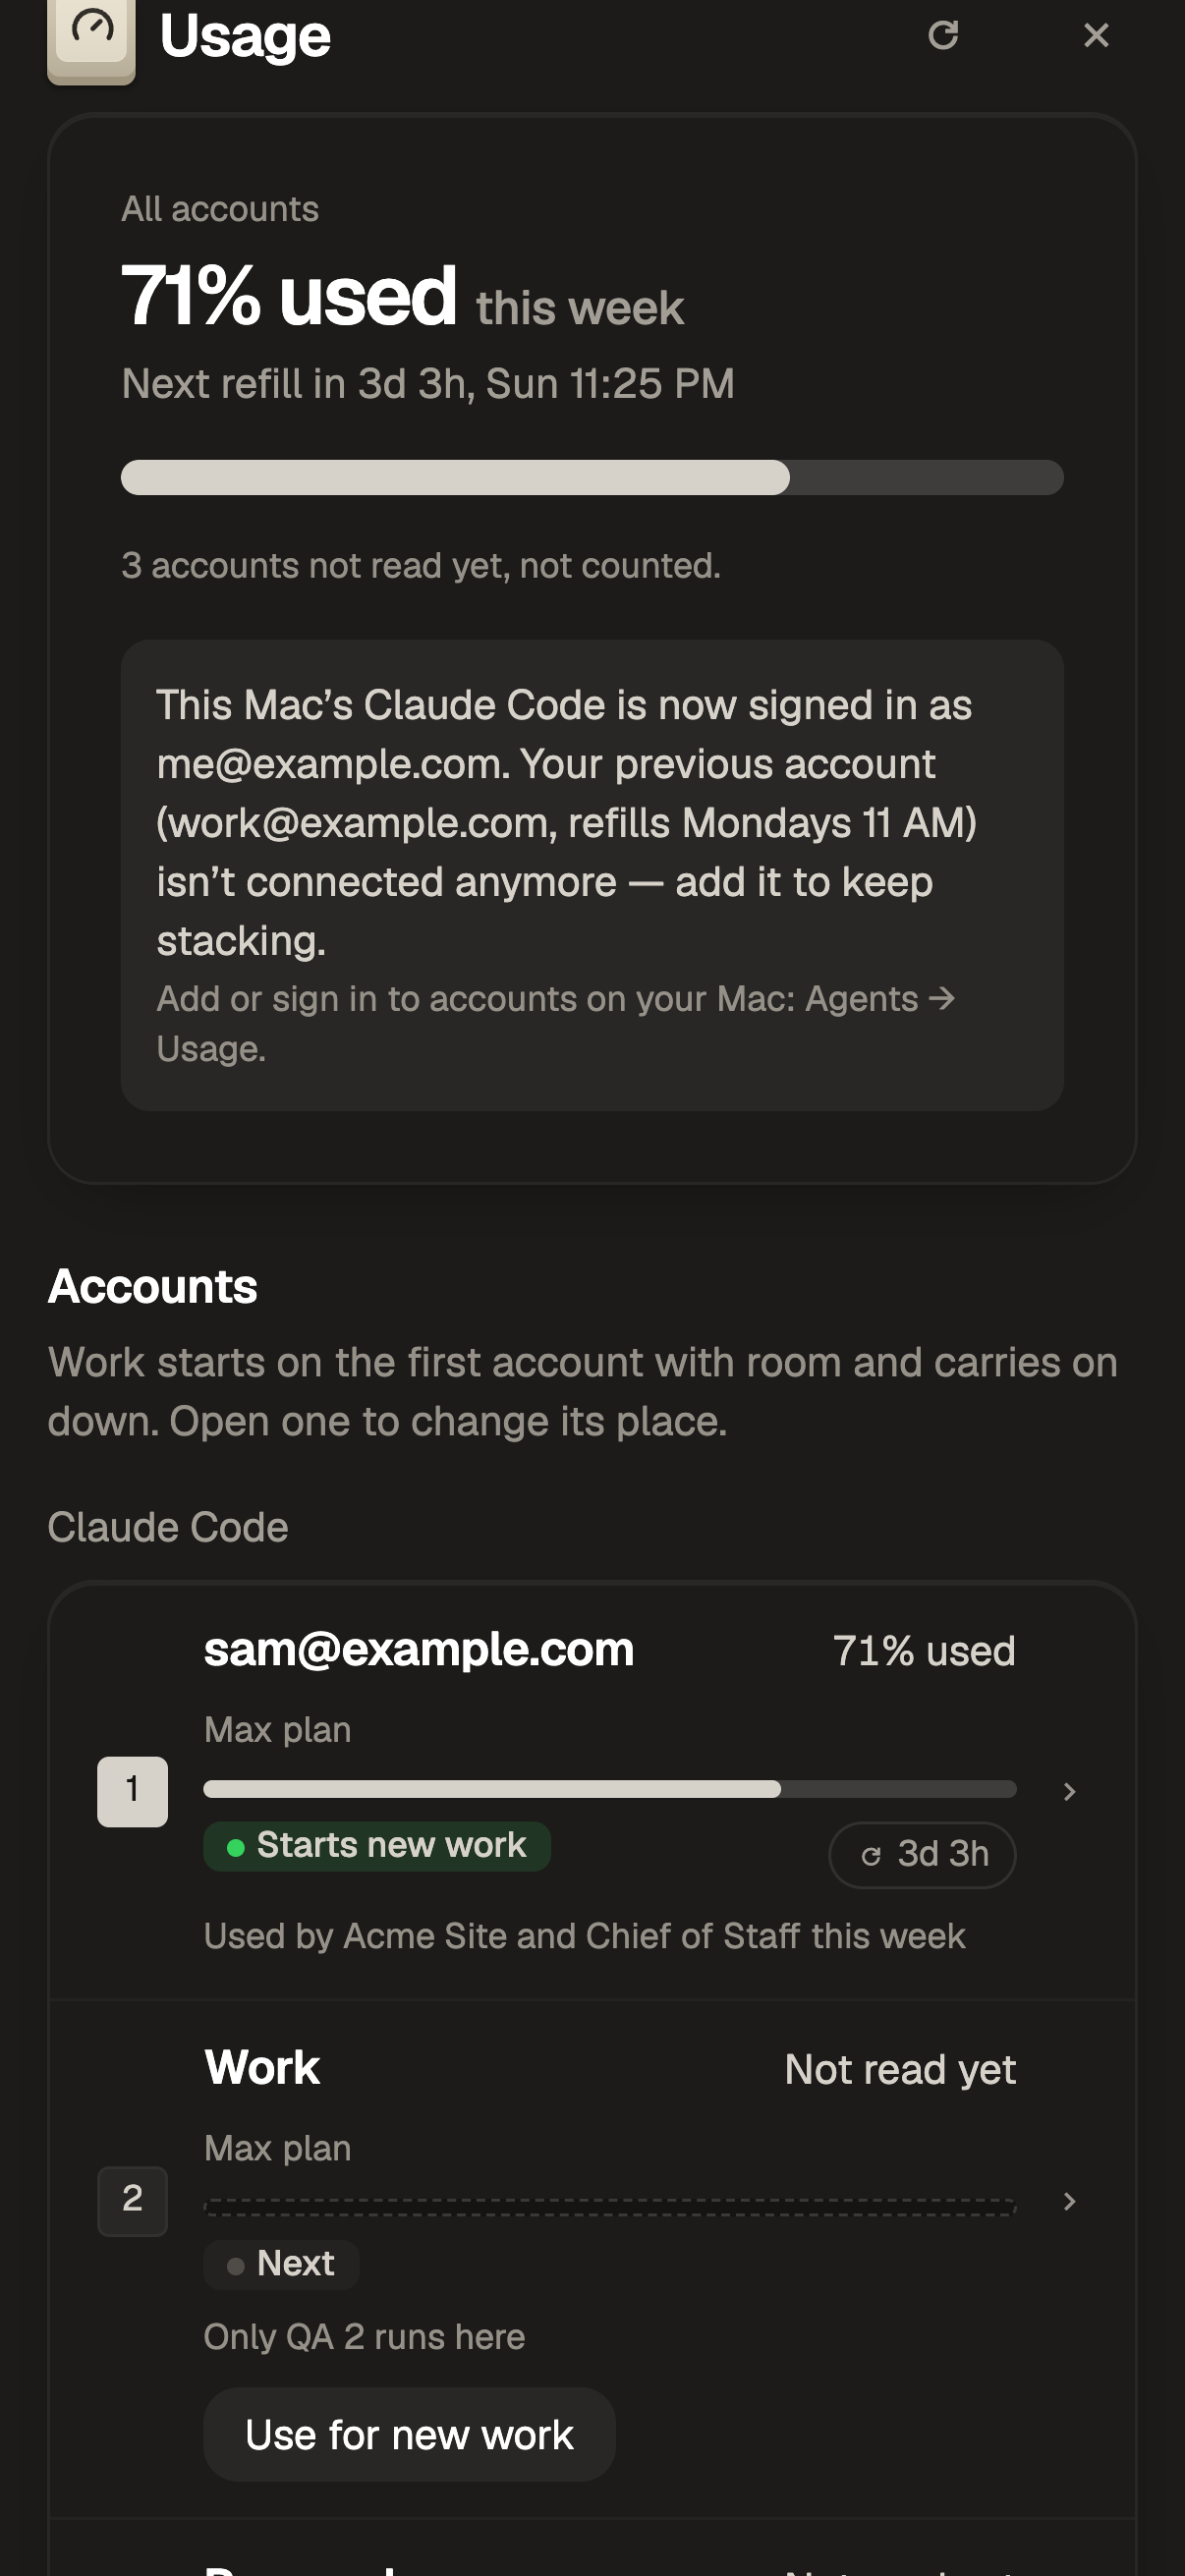 Usage
All accounts
71% used this week
Next refill in 3d 3h, Sun 11:25 PM
3 accounts not read yet, not counted.
This Mac’s Claude Code is now signed in as
me@example.com. Your previous account
(work@example.com, refills Mondays 11 AM)
isn’t connected anymore — add it to keep
stacking.
Add or sign in to accounts on your Mac: Agents →
Usage.
Accounts
Work starts on the first account with room and carries on
down. Open one to change its place.
Claude Code
sam@example.com 71% used
Max plan
1
Starts new work 3d 3h
Used by Acme Site and Chief of Staff this week
Work Not read yet
Max plan
2
Next
Only QA 2 runs here
Use for new work